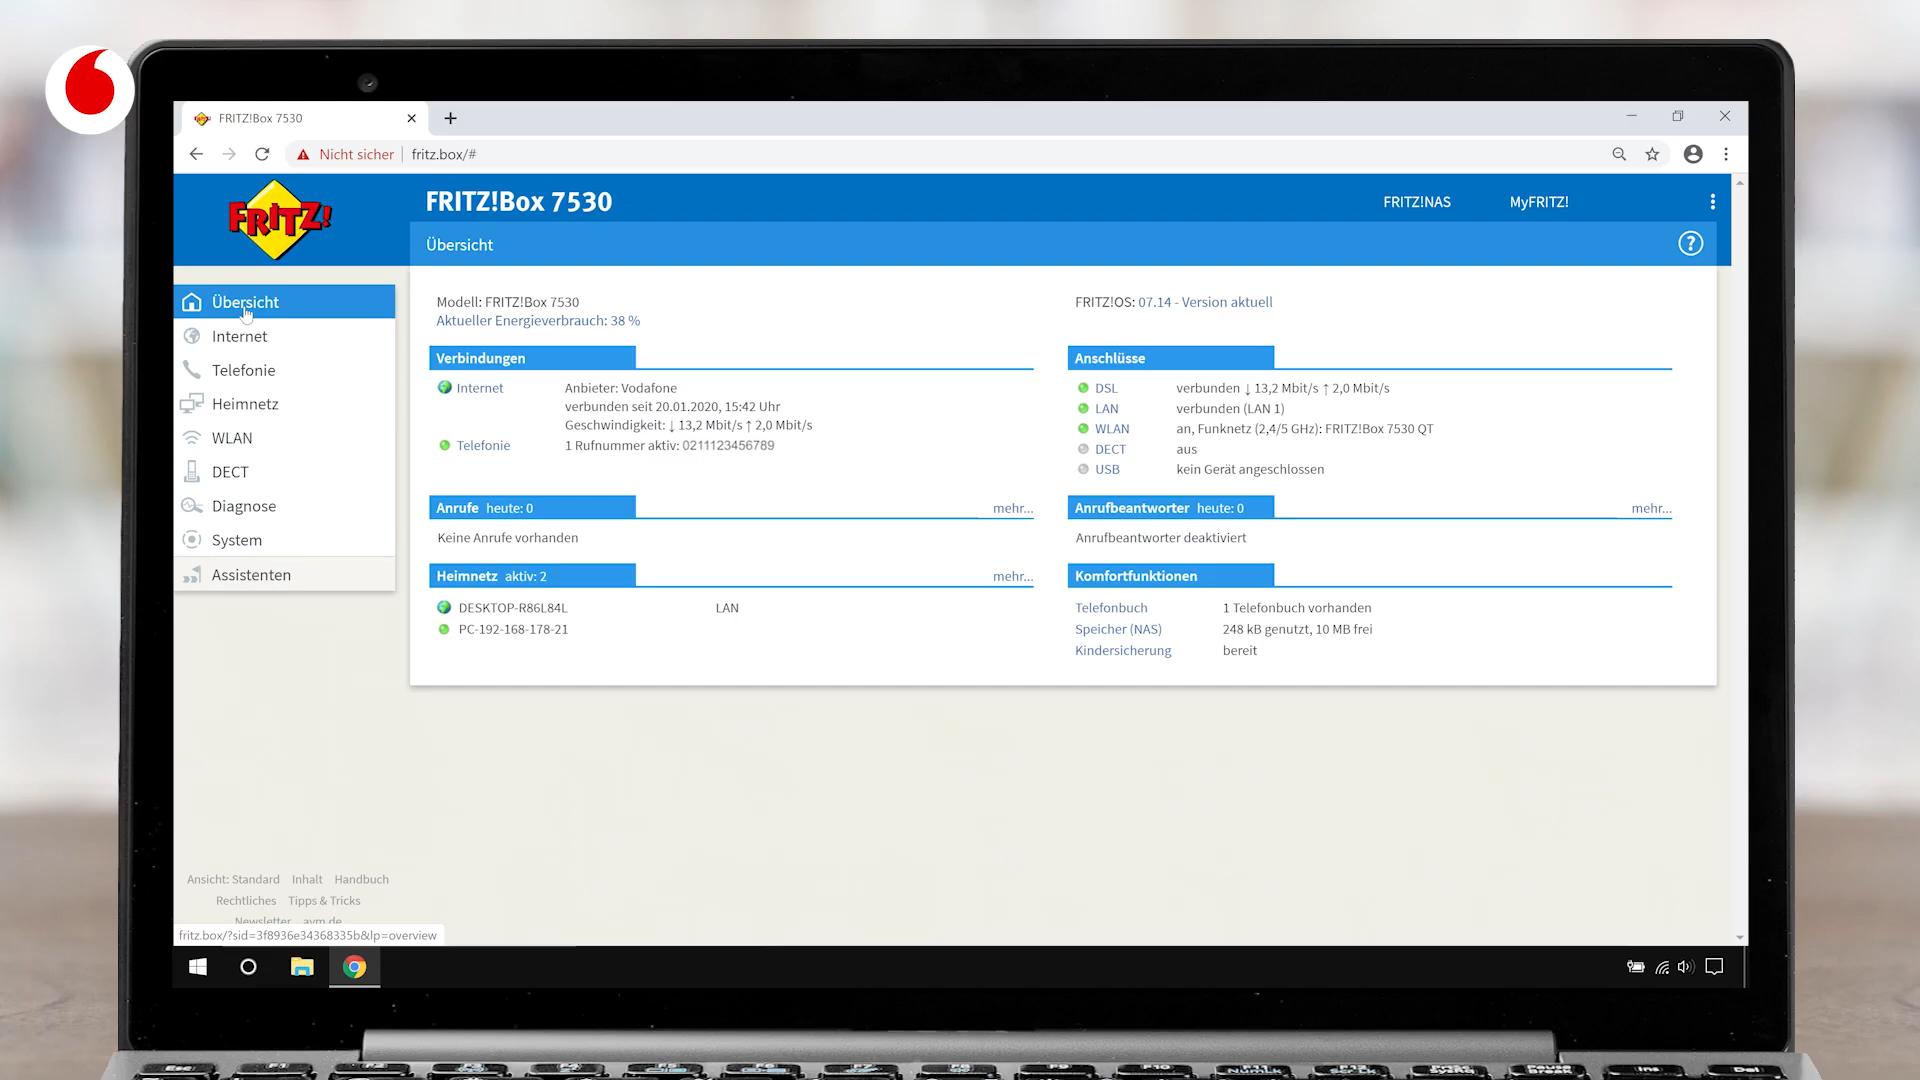 FRITZ!Box 7530
Nicht sicher
fritz.box/#
FRITZ!
FRITZ!Box 7530
FRITZ!NAS
MyFRITZ!
Übersicht
?
Übersicht
Internet
Telefonie
Heimnetz
WLAN
DECT
Diagnose
System
Assistenten
Modell: FRITZ!Box 7530
Aktueller Energieverbrauch: 38 %
FRITZ!OS: 07.14 - Version aktuell
Verbindungen
Internet Anbieter: Vodafone
verbunden seit 20.01.2020, 15:42 Uhr
Geschwindigkeit: ↓ 13,2 Mbit/s ↑ 2,0 Mbit/s
Telefonie 1 Rufnummer aktiv: 0211123456789
Anschlüsse
DSL verbunden ↓ 13,2 Mbit/s ↑ 2,0 Mbit/s
LAN verbunden (LAN 1)
WLAN an, Funknetz (2,4/5 GHz): FRITZ!Box 7530 QT
DECT aus
USB kein Gerät angeschlossen
Anrufe heute: 0 mehr...
Keine Anrufe vorhanden
Anrufbeantworter heute: 0 mehr...
Anrufbeantworter deaktiviert
Heimnetz aktiv: 2 mehr...
DESKTOP-R86L84L LAN
PC-192-168-178-21
Komfortfunktionen
Telefonbuch 1 Telefonbuch vorhanden
Speicher (NAS) 248 kB genutzt, 10 MB frei
Kindersicherung bereit
Ansicht: Standard Inhalt Handbuch
Rechtliches Tipps & Tricks
Newsletter avm.de
fritz.box/?sid=3f8936e34368335b&lp=overview
Esc F1